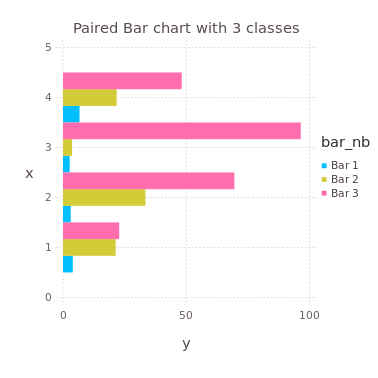 Paired Bar chart with 3 classes
5
4
3
2
1
0
x
0 50 100
y
bar_nb
Bar 1
Bar 2
Bar 3